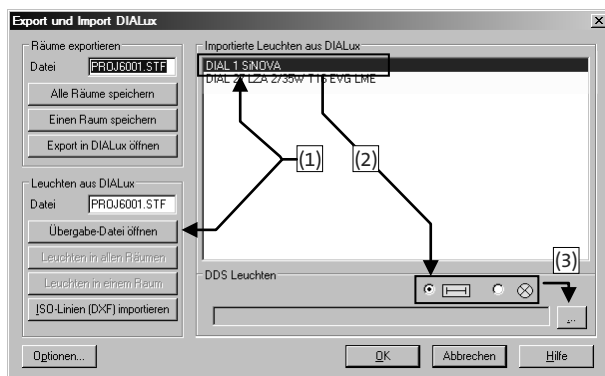 Export und Import DIALux
Räume exportieren
Datei PROJ6001.STF
Alle Räume speichern
Einen Raum speichern
Export in DIALux öffnen
Leuchten aus DIALux
Datei PROJ6001.STF
Übergabe-Datei öffnen
Leuchten in allen Räumen
Leuchten in einem Raum
ISO-Linien (DXF) importieren
Importierte Leuchten aus DIALux
DIAL 1 SiNOVA
DIAL 27 LZA 2/35w T16 EVG LME
(1)
(2)
(3)
DDS Leuchten
...
Optionen...
OK
Abbrechen
Hilfe